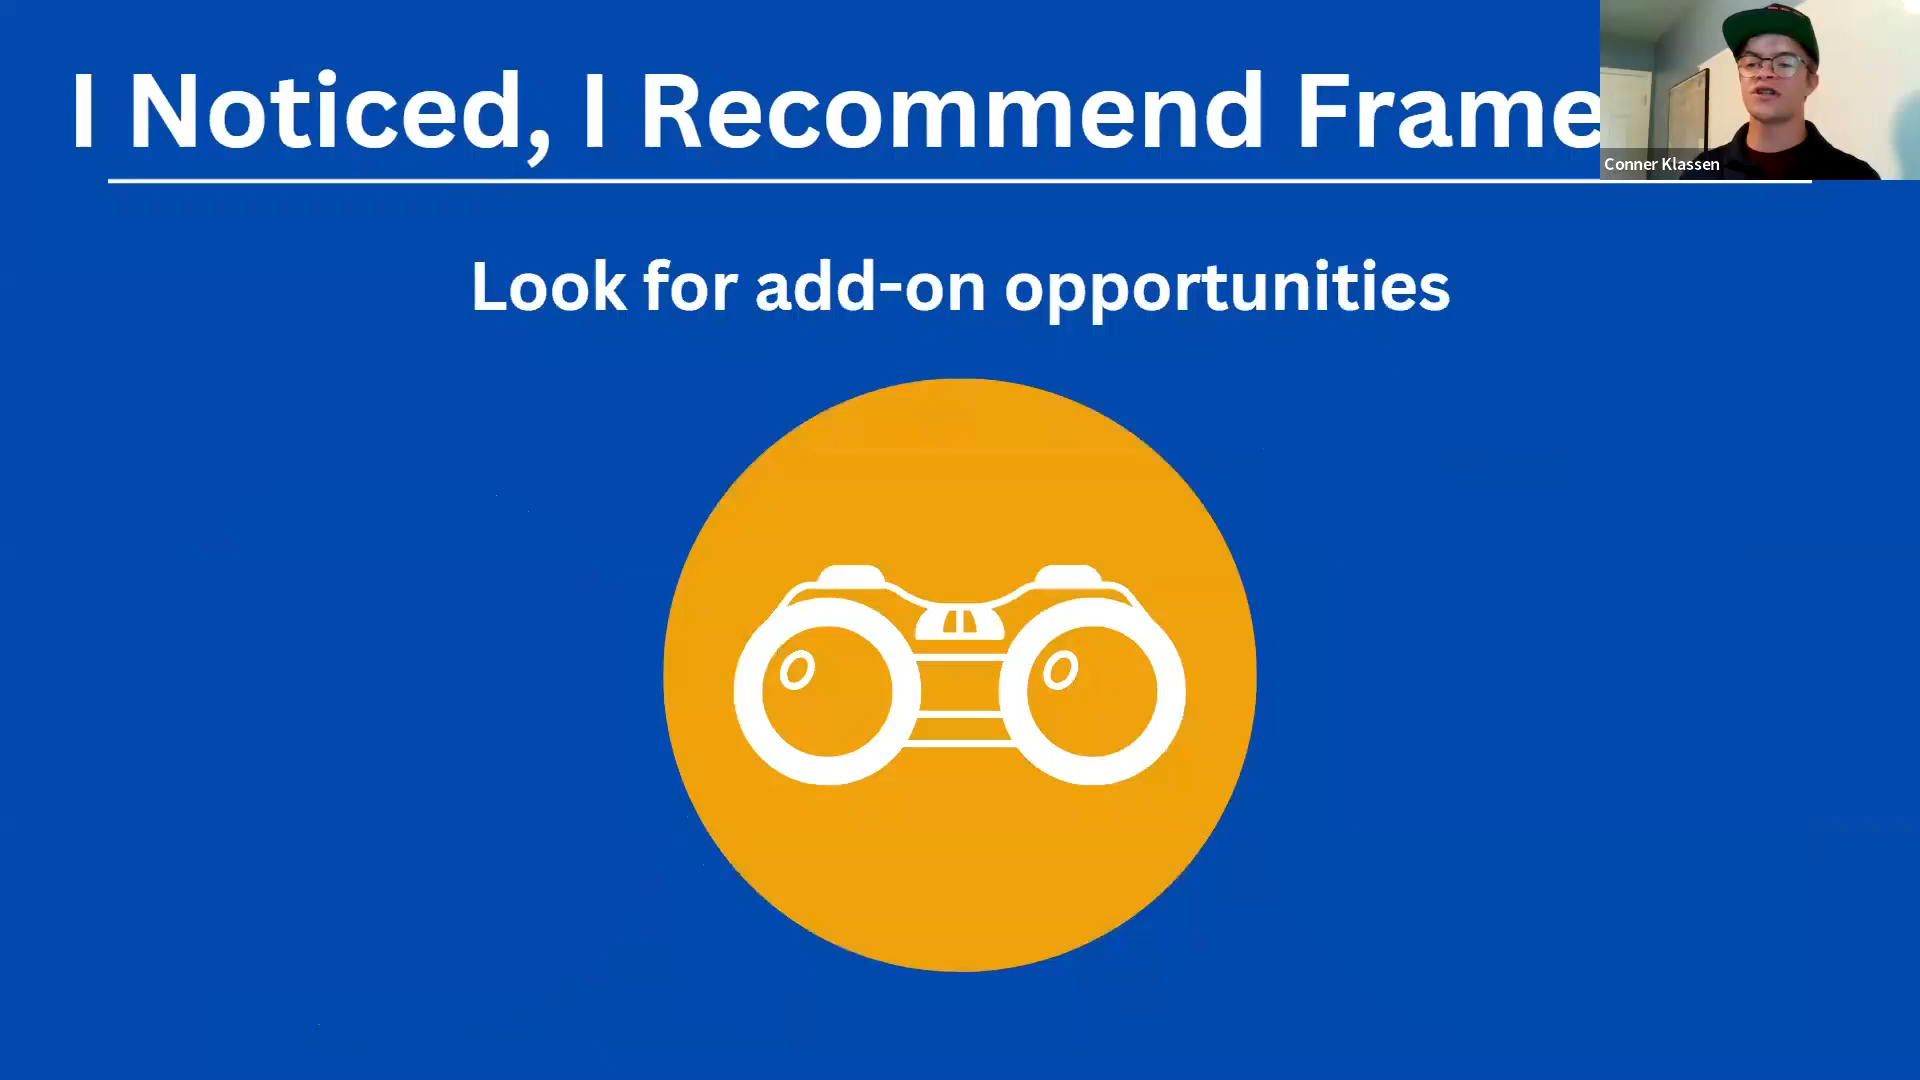 I Noticed, I Recommend Frame
Conner Klassen
Look for add-on opportunities